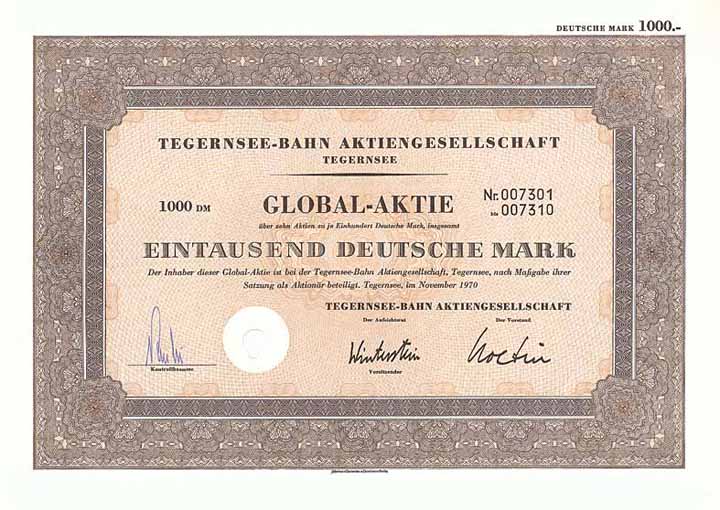 DEUTSCHE MARK 1000.-
TEGERNSEE-BAHN AKTIENGESELLSCHAFT
TEGERNSEE
1000 DM
GLOBAL-AKTIE
Nr. 007301
bis 007310
über zehn Aktien zu je Einhundert Deutsche Mark, insgesamt
EINTAUSEND DEUTSCHE MARK
Der Inhaber dieser Global-Aktie ist bei der Tegernsee-Bahn Aktiengesellschaft, Tegernsee, nach Maßgabe ihrer
Satzung als Aktionär beteiligt. Tegernsee, im November 1970
TEGERNSEE-BAHN AKTIENGESELLSCHAFT
Der Aufsichtsrat
Der Vorstand
Winterstein
Vorsitzender
Kontrollbeamter